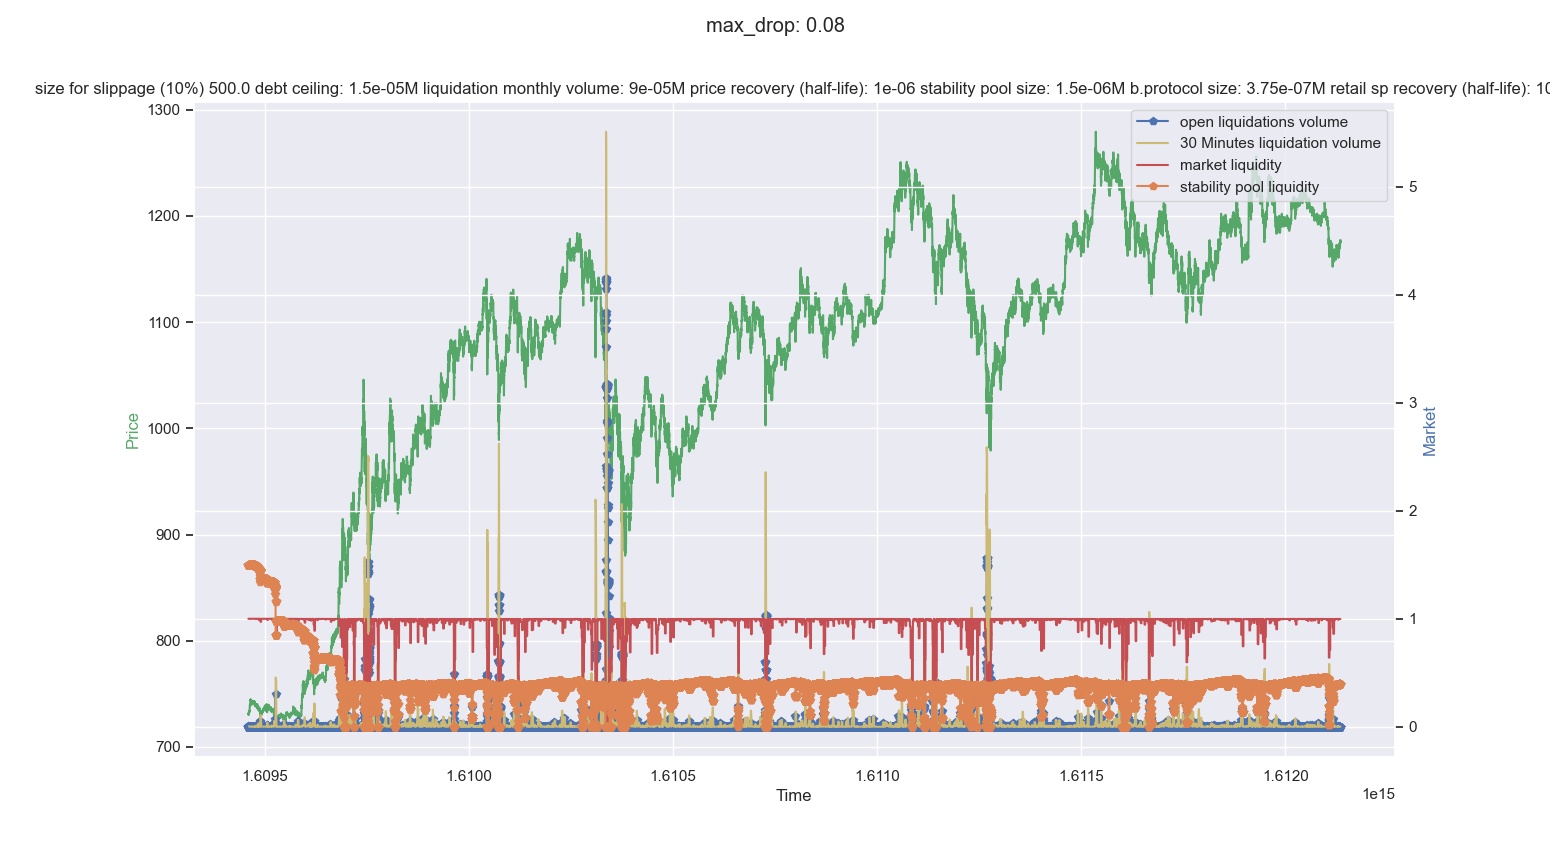 max_drop: 0.08
size for slippage (10%) 500.0 debt ceiling: 1.5e-05M liquidation monthly volume: 9e-05M price recovery (half-life): 1e-06 stability pool size: 1.5e-06M b.protocol size: 3.75e-07M retail sp recovery (half-life): 10
1300
1200
1100
1000
900
800
700
Price
open liquidations volume
30 Minutes liquidation volume
market liquidity
stability pool liquidity
5
4
3
2
1
0
Market
1.6095 1.6100 1.6105 1.6110 1.6115 1.6120
1e15
Time